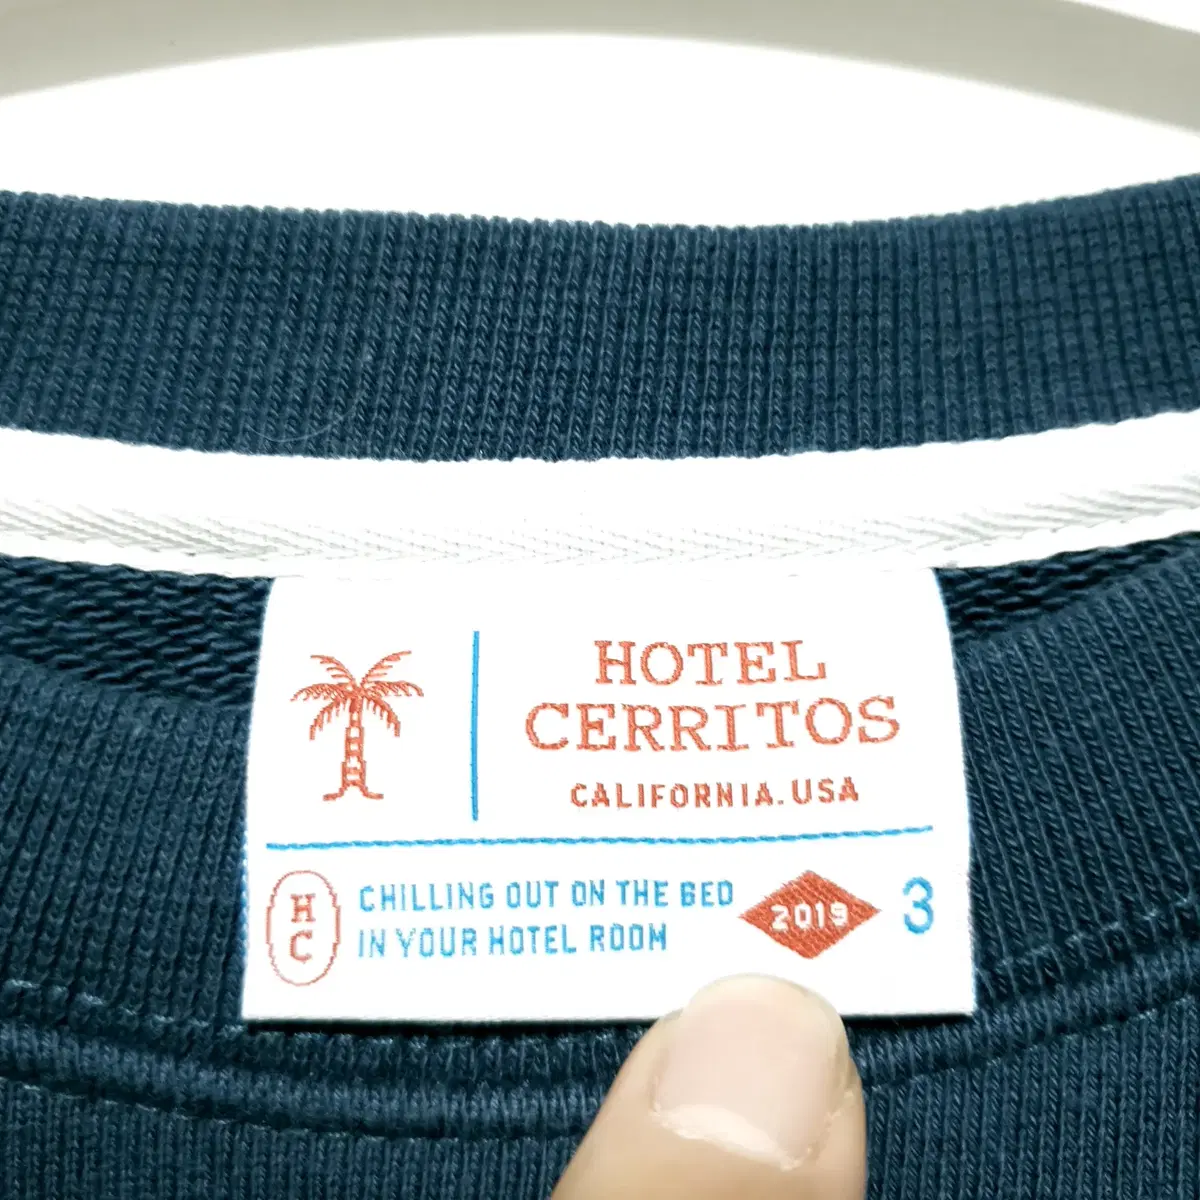 HOTEL
CERRITOS
CALIFORNIA.USA
H
C
CHILLING OUT ON THE BED
IN YOUR HOTEL ROOM
2019
3